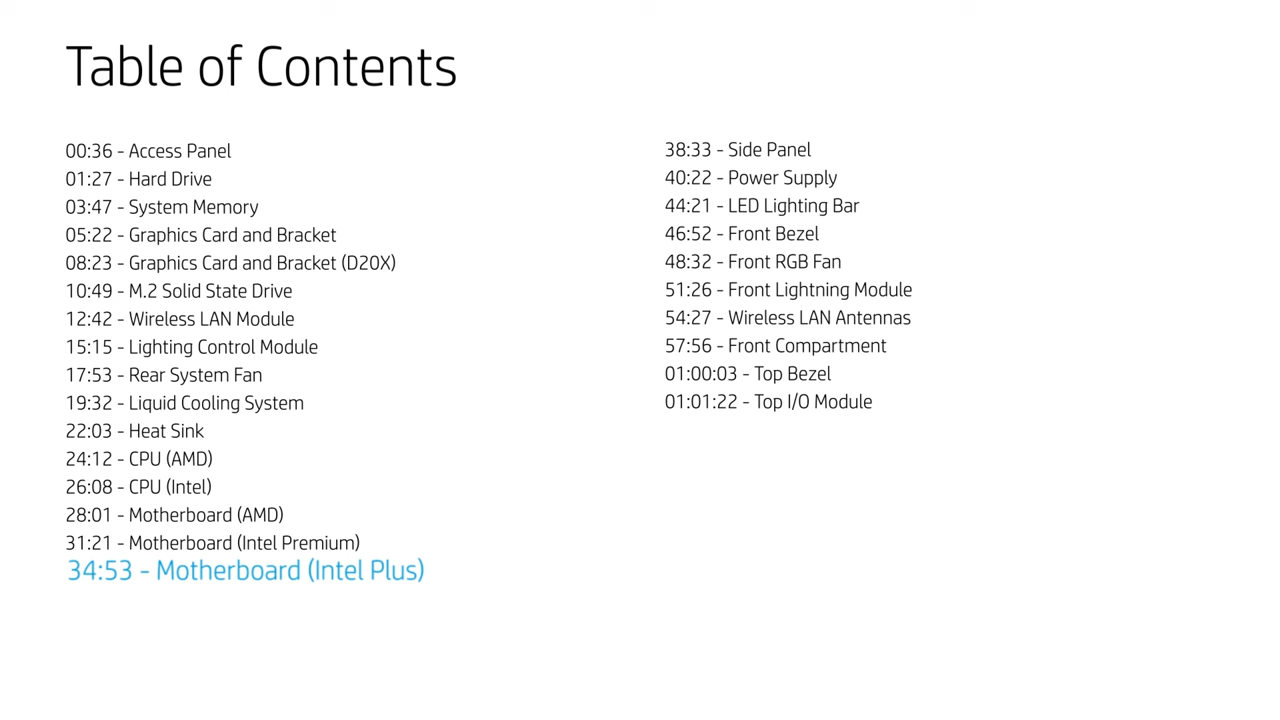 Table of Contents
00:36 - Access Panel
01:27 - Hard Drive
03:47 - System Memory
05:22 - Graphics Card and Bracket
08:23 - Graphics Card and Bracket (D20X)
10:49 - M.2 Solid State Drive
12:42 - Wireless LAN Module
15:15 - Lighting Control Module
17:53 - Rear System Fan
19:32 - Liquid Cooling System
22:03 - Heat Sink
24:12 - CPU (AMD)
26:08 - CPU (Intel)
28:01 - Motherboard (AMD)
31:21 - Motherboard (Intel Premium)
34:53 - Motherboard (Intel Plus)
38:33 - Side Panel
40:22 - Power Supply
44:21 - LED Lighting Bar
46:52 - Front Bezel
48:32 - Front RGB Fan
51:26 - Front Lightning Module
54:27 - Wireless LAN Antennas
57:56 - Front Compartment
01:00:03 - Top Bezel
01:01:22 - Top I/O Module